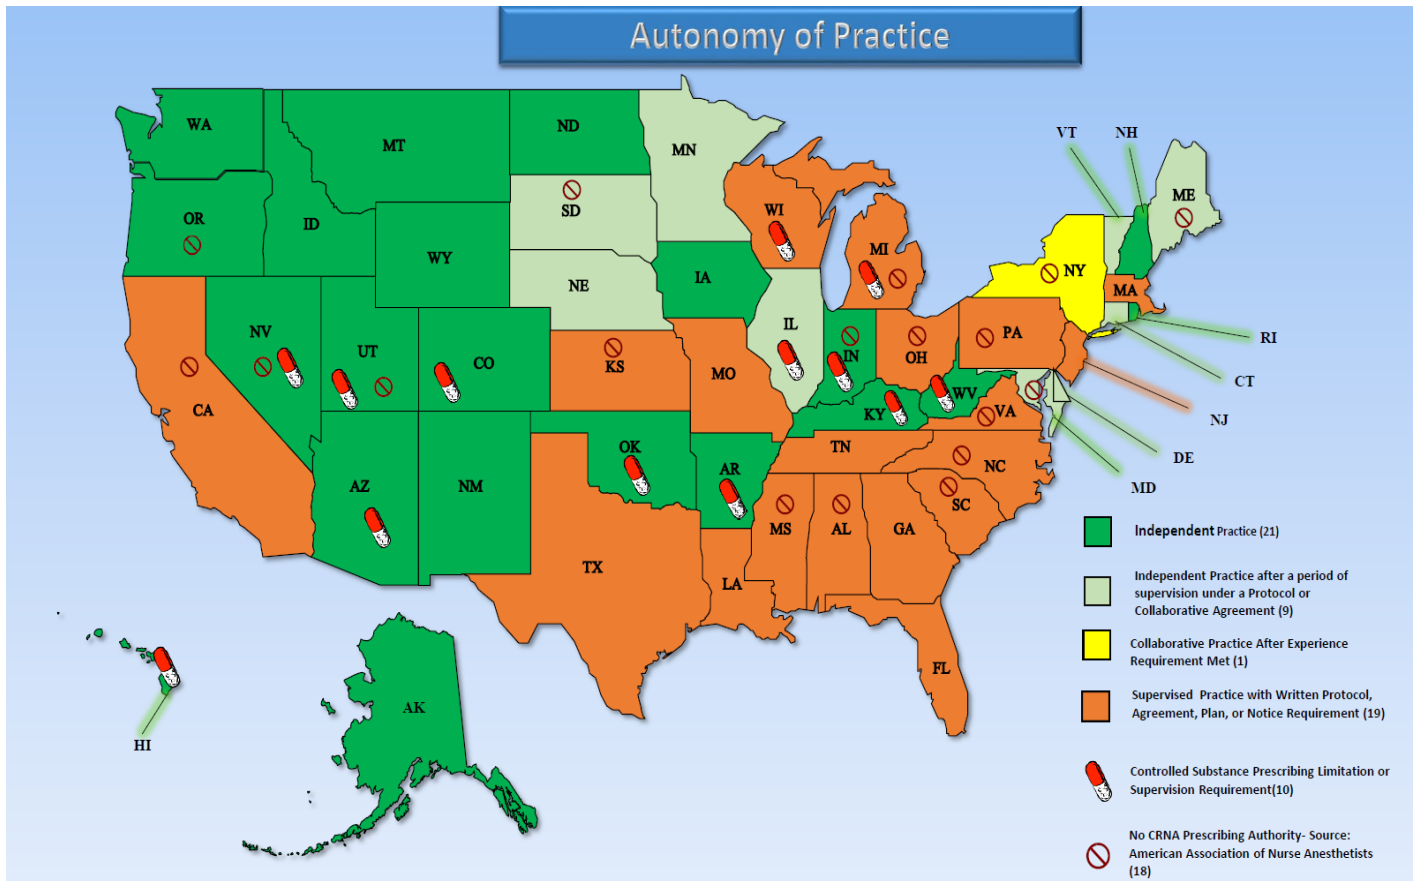 Autonomy of Practice
WA
MT
ND
MN
VT
NH
ME
OR
ID
SD
WI
MI
WY
NE
IA
NY
MA
NV
UT
CO
KS
MO
IL
IN
OH
PA
RI
CT
CA
KY
WV
VA
NJ
AZ
NM
OK
AR
TN
NC
DE
MD
TX
LA
MS
AL
GA
SC
FL
HI
AK
Independent Practice (21)
Independent Practice after a period of
supervision under a Protocol or
Collaborative Agreement (9)
Collaborative Practice After Experience
Requirement Met (1)
Supervised Practice with Written Protocol,
Agreement, Plan, or Notice Requirement (19)
Controlled Substance Prescribing Limitation or
Supervision Requirement(10)
No CRNA Prescribing Authority- Source:
American Association of Nurse Anesthetists
(18)